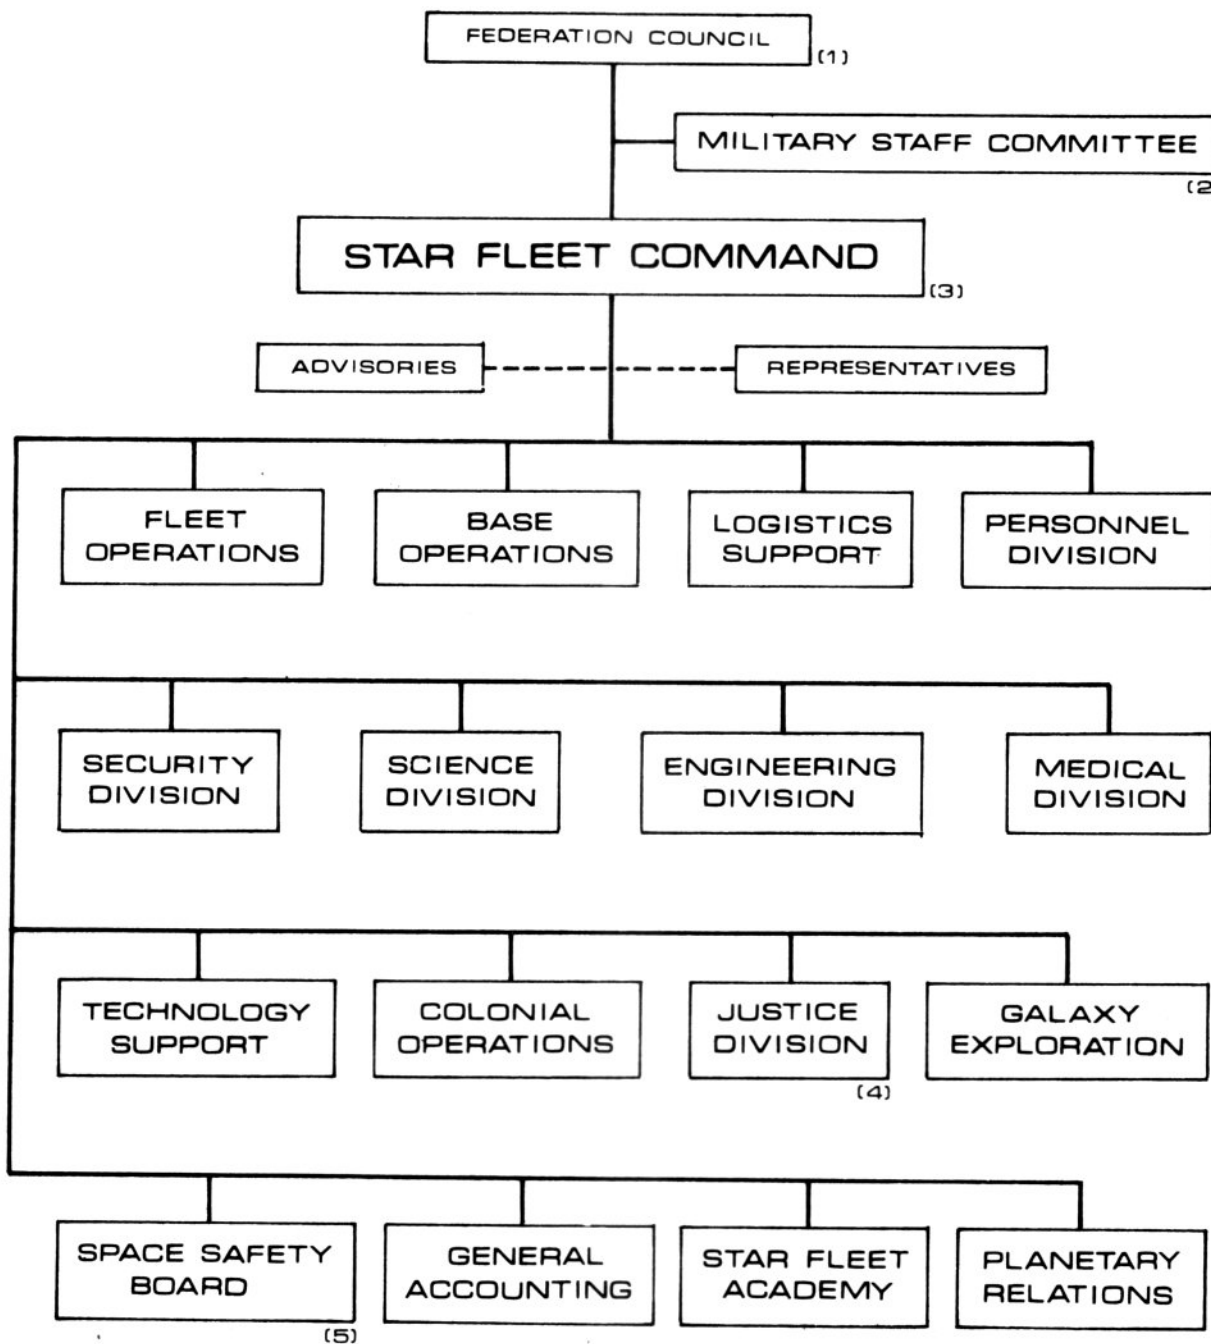 FEDERATION COUNCIL
(1)
MILITARY STAFF COMMITTEE
(2
STAR FLEET COMMAND
(3)
ADVISORIES
REPRESENTATIVES
FLEET
OPERATIONS
BASE
OPERATIONS
LOGISTICS
SUPPORT
PERSONNEL
DIVISION
SECURITY
DIVISION
SCIENCE
DIVISION
ENGINEERING
DIVISION
MEDICAL
DIVISION
TECHNOLOGY
SUPPORT
COLONIAL
OPERATIONS
JUSTICE
DIVISION
(4)
GALAXY
EXPLORATION
SPACE SAFETY
BOARD
(5)
GENERAL
ACCOUNTING
STAR FLEET
ACADEMY
PLANETARY
RELATIONS